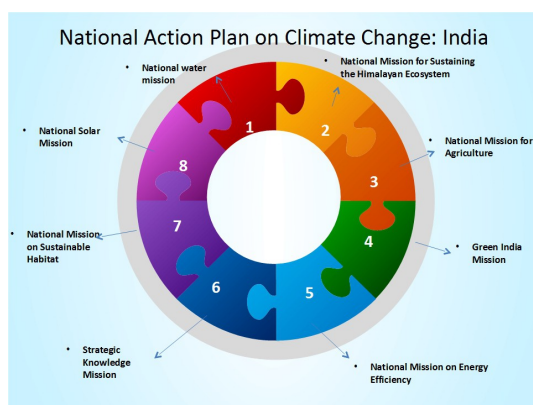 National Action Plan on Climate Change: India
• National water
mission
• National Mission for Sustaining
the Himalayan Ecosystem
• National Solar
Mission
• National Mission for
Agriculture
• National Mission
on Sustainable
Habitat
• Green India
Mission
• Strategic
Knowledge
Mission
• National Mission on Energy
Efficiency
1
2
3
4
5
6
7
8